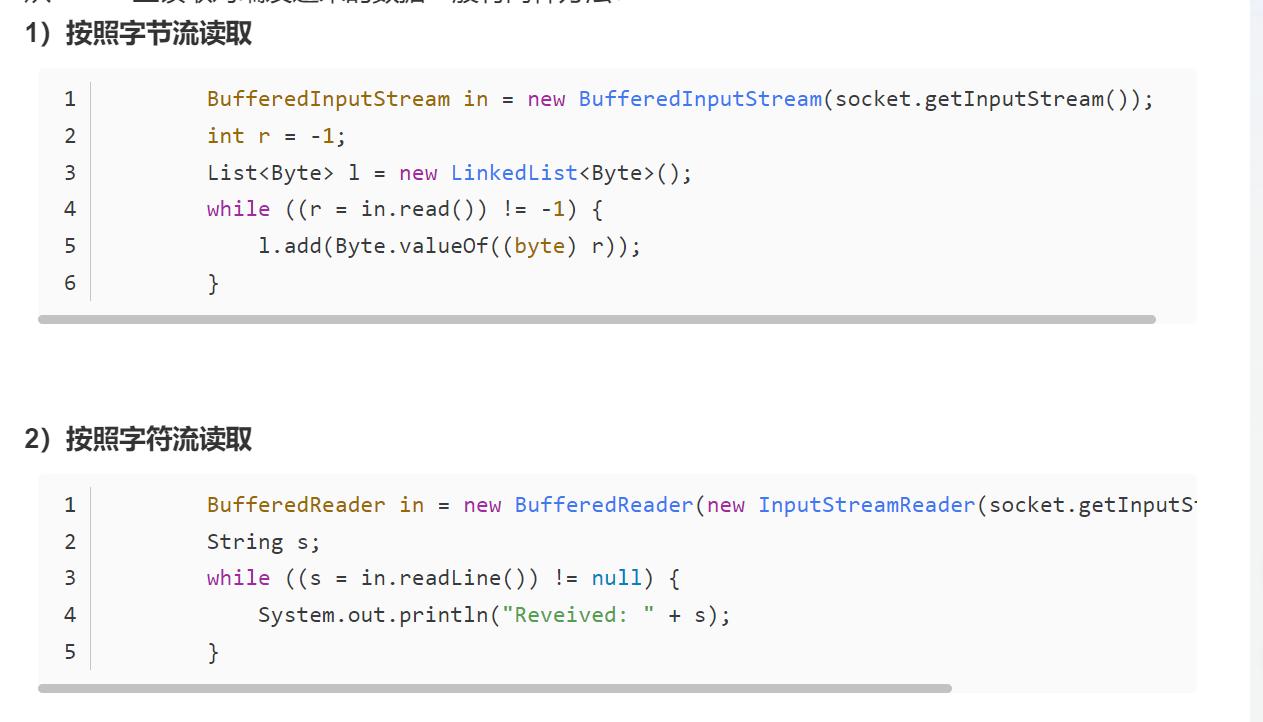 1）按照字节流读取
1 BufferedInputStream in = new BufferedInputStream(socket.getInputStream());
2 int r = -1;
3 List<Byte> l = new LinkedList<Byte>();
4 while ((r = in.read()) != -1) {
5 l.add(Byte.valueOf((byte) r));
6 }
2）按照字符流读取
1 BufferedReader in = new BufferedReader(new InputStreamReader(socket.getInputS
2 String s;
3 while ((s = in.readLine()) != null) {
4 System.out.println("Reveived: " + s);
5 }